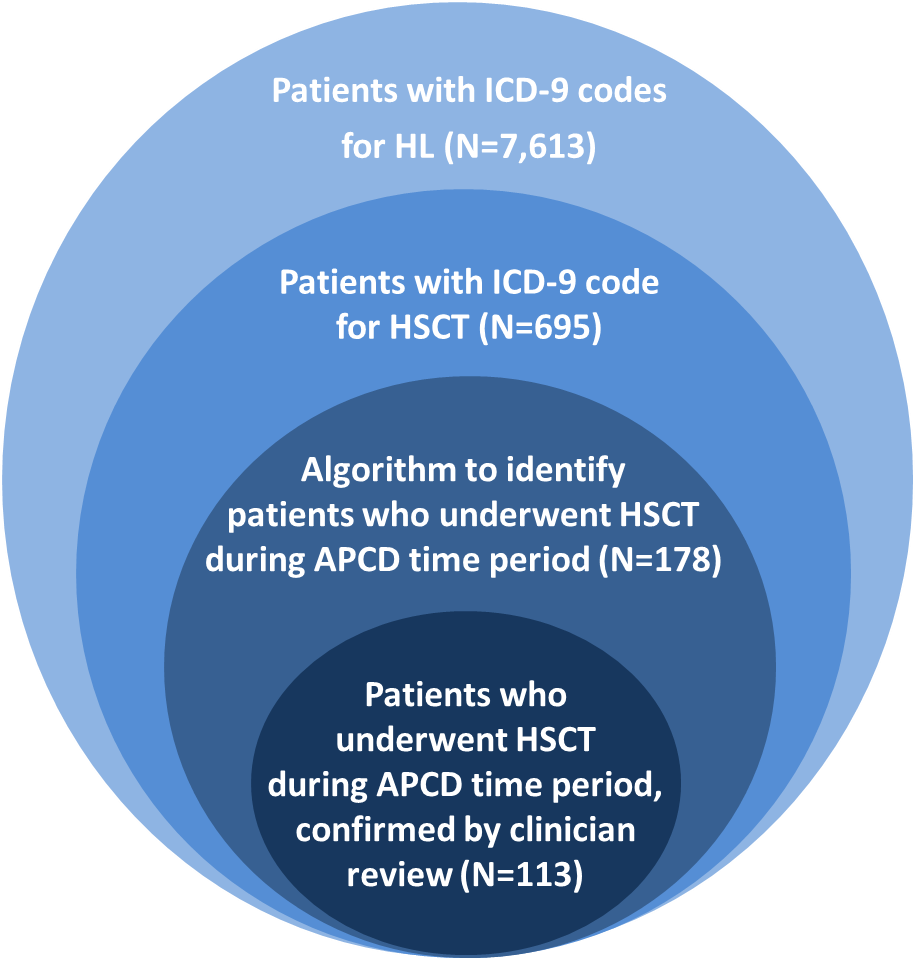 Patients with ICD-9 codes
for HL (N=7,613)
Patients with ICD-9 code
for HSCT (N=695)
Algorithm to identify
patients who underwent HSCT
during APCD time period (N=178)
Patients who
underwent HSCT
during APCD time period,
confirmed by clinician
review (N=113)